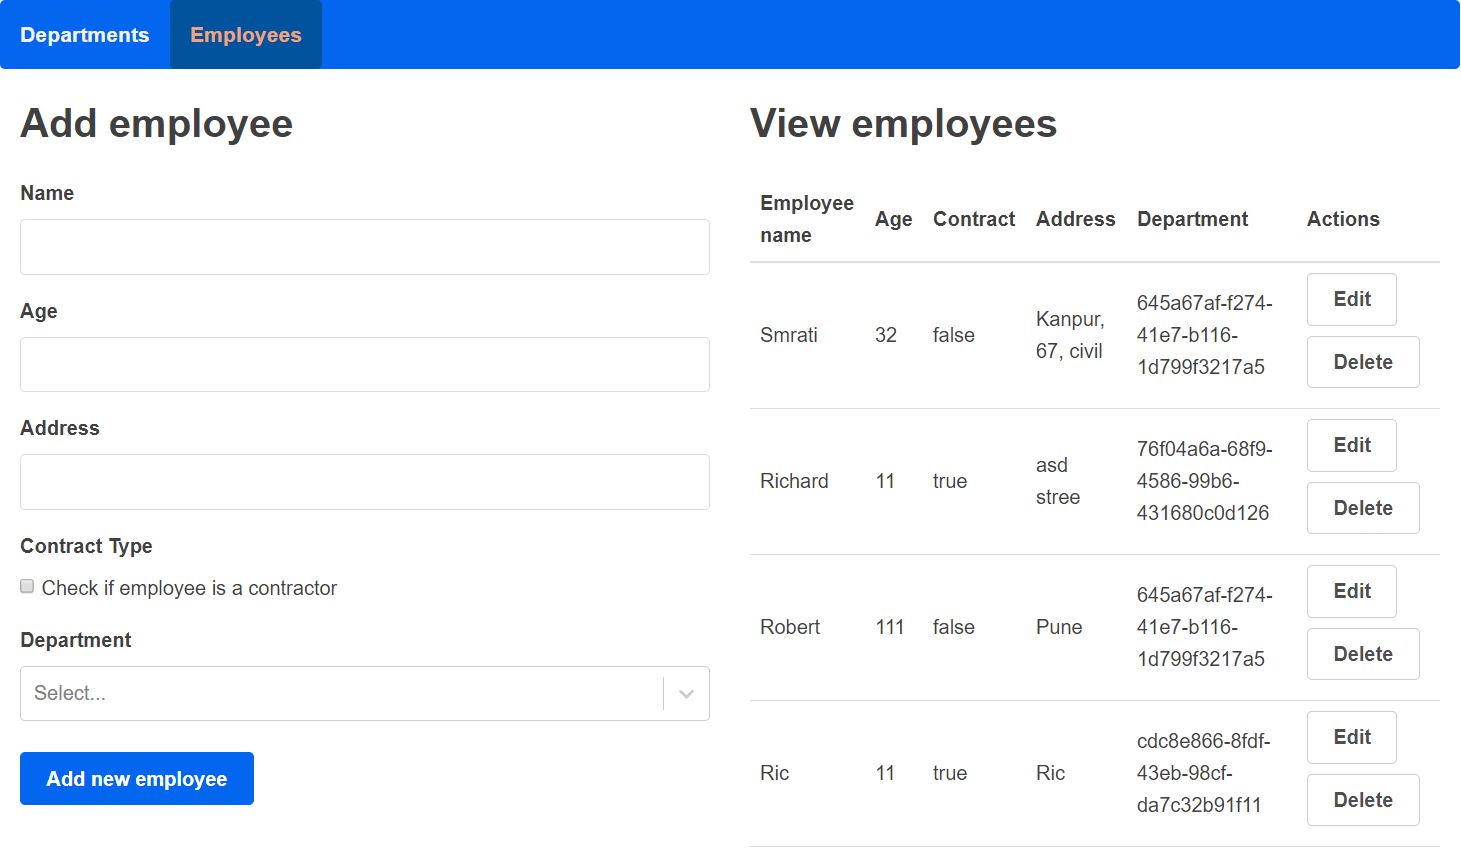 Departments Employees
Add employee
Name
Age
Address
Contract Type
Check if employee is a contractor
Department
Select...
Add new employee
View employees
Employee name Age Contract Address Department Actions
Smrati 32 false Kanpur, 67, civil 645a67af-f274-41e7-b116-1d799f3217a5 Edit Delete
Richard 11 true asd stree 76f04a6a-68f9-4586-99b6-431680c0d126 Edit Delete
Robert 111 false Pune 645a67af-f274-41e7-b116-1d799f3217a5 Edit Delete
Ric 11 true Ric cdc8e866-8fdf-43eb-98cf-da7c32b91f11 Edit Delete